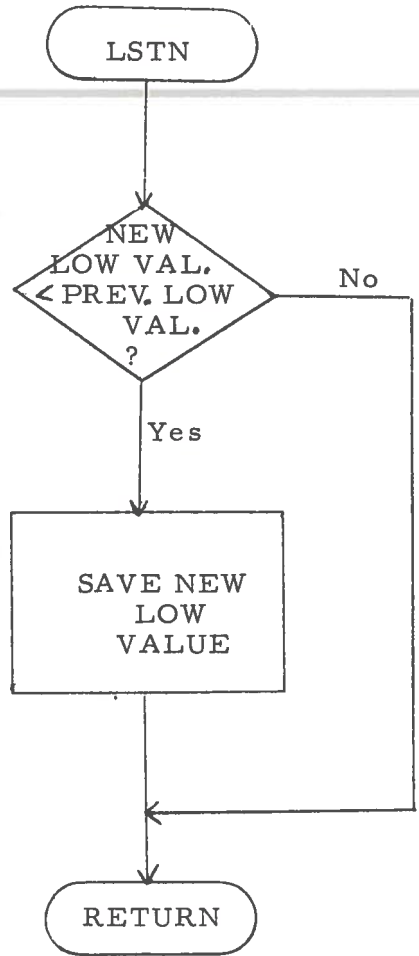 LSTN
NEW
LOW VAL.
< PREV. LOW
VAL.
?
No
Yes
SAVE NEW
LOW
VALUE
RETURN